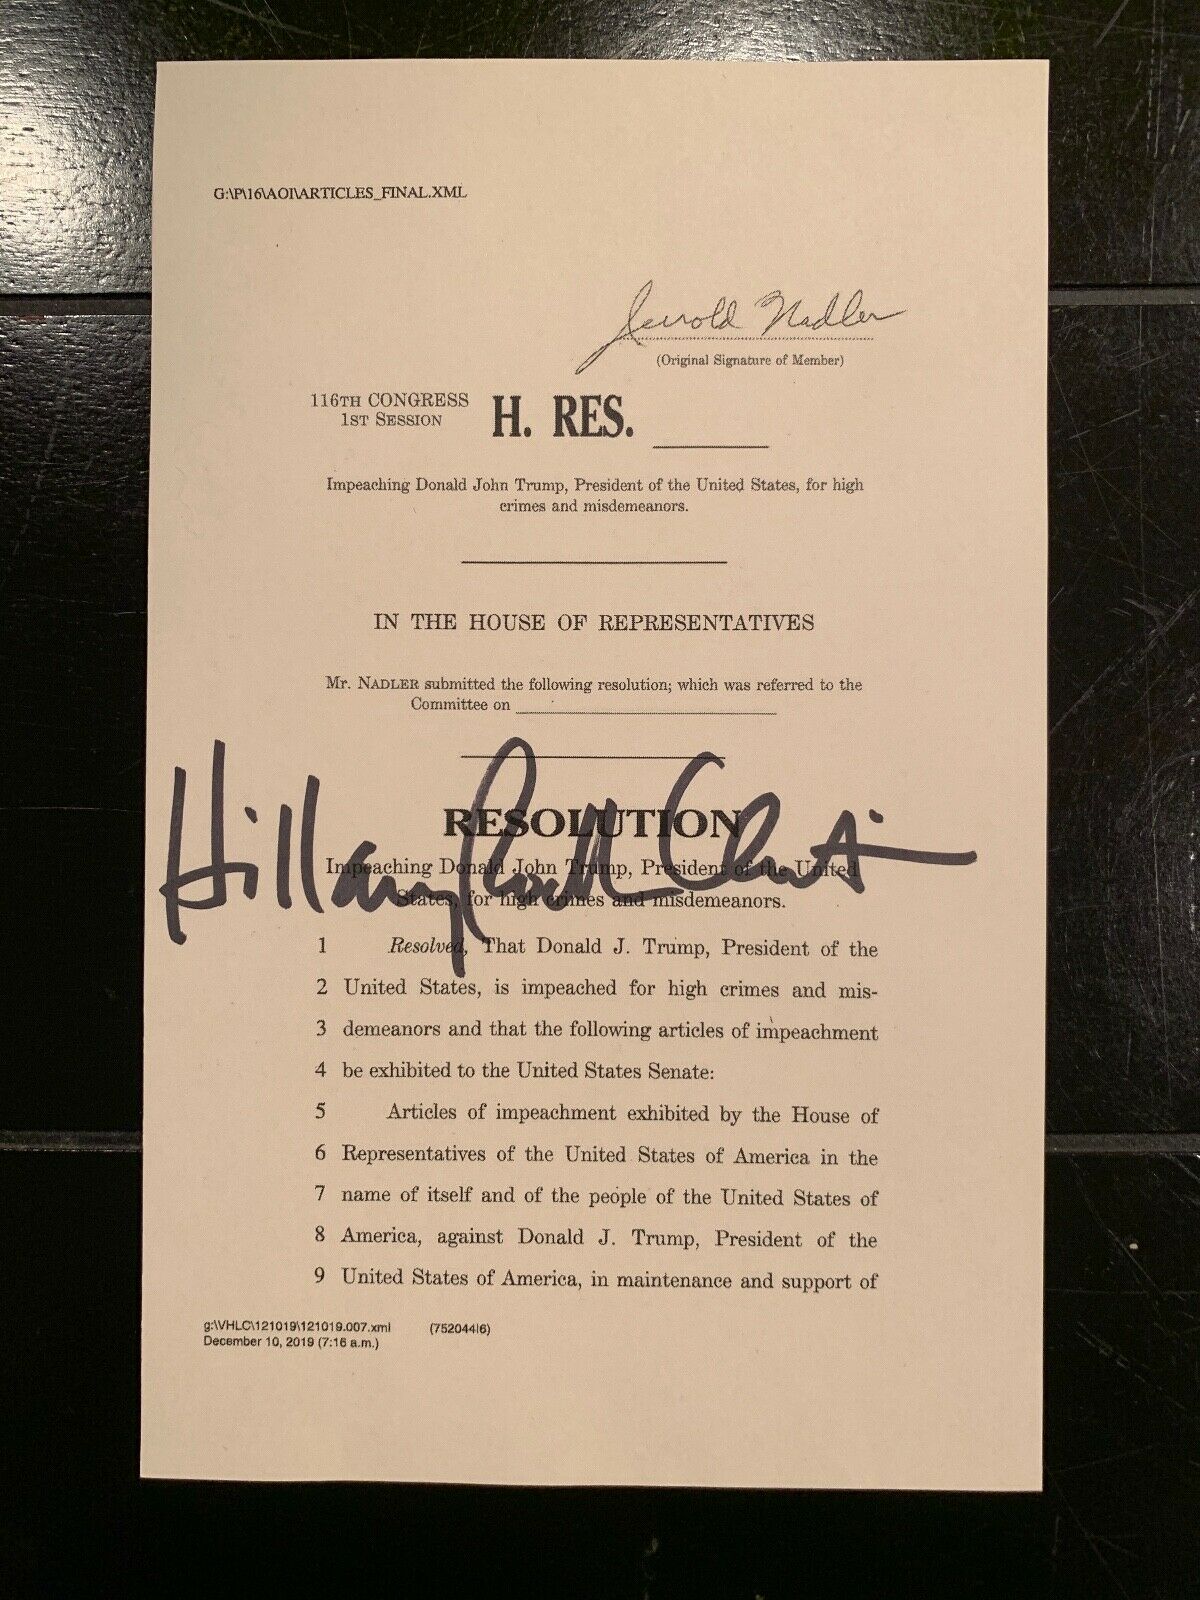 G:\P\16\AOI\ARTICLES_FINAL.XML
Jerrold Nadler
(Original Signature of Member)
116TH CONGRESS
1ST SESSION
H. RES.
Impeaching Donald John Trump, President of the United States, for high
crimes and misdemeanors.
IN THE HOUSE OF REPRESENTATIVES
Mr. NADLER submitted the following resolution; which was referred to the
Committee on
Hillary Rodham Clinton
RESOLUTION
Impeaching Donald John Trump, President of the United
States, for high crimes and misdemeanors.
1 Resolved, That Donald J. Trump, President of the
2 United States, is impeached for high crimes and mis-
3 demeanors and that the following articles of impeachment
4 be exhibited to the United States Senate:
5 Articles of impeachment exhibited by the House of
6 Representatives of the United States of America in the
7 name of itself and of the people of the United States of
8 America, against Donald J. Trump, President of the
9 United States of America, in maintenance and support of
g:\VHLC\121019\121019.007.xml (752044|6)
December 10, 2019 (7:16 a.m.)